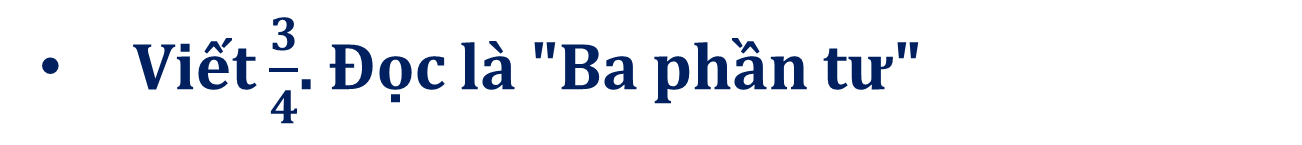 • Viết 3/4. Đọc là "Ba phần tư"